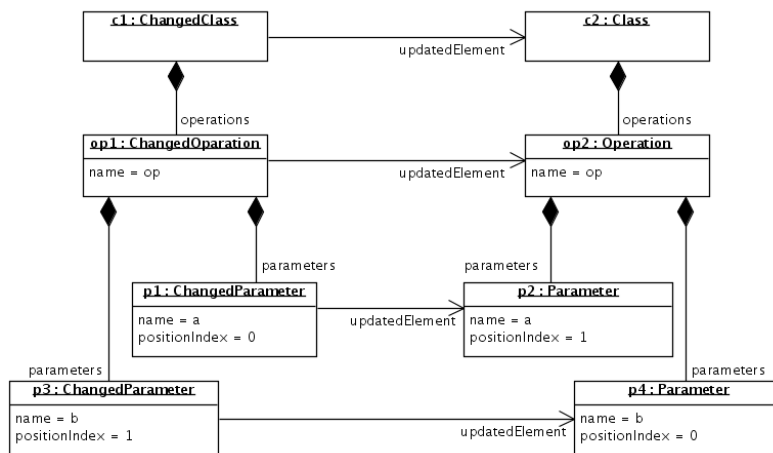 c1 : ChangedClass
c2 : Class
updatedElement
operations
operations
op1 : ChangedOparation
op2 : Operation
name = op
name = op
updatedElement
parameters
parameters
p1 : ChangedParameter
p2 : Parameter
name = a
name = a
updatedElement
positionIndex = 0
positionIndex = 1
parameters
parameters
p3 : ChangedParameter
p4 : Parameter
name = b
name = b
updatedElement
positionIndex = 1
positionIndex = 0